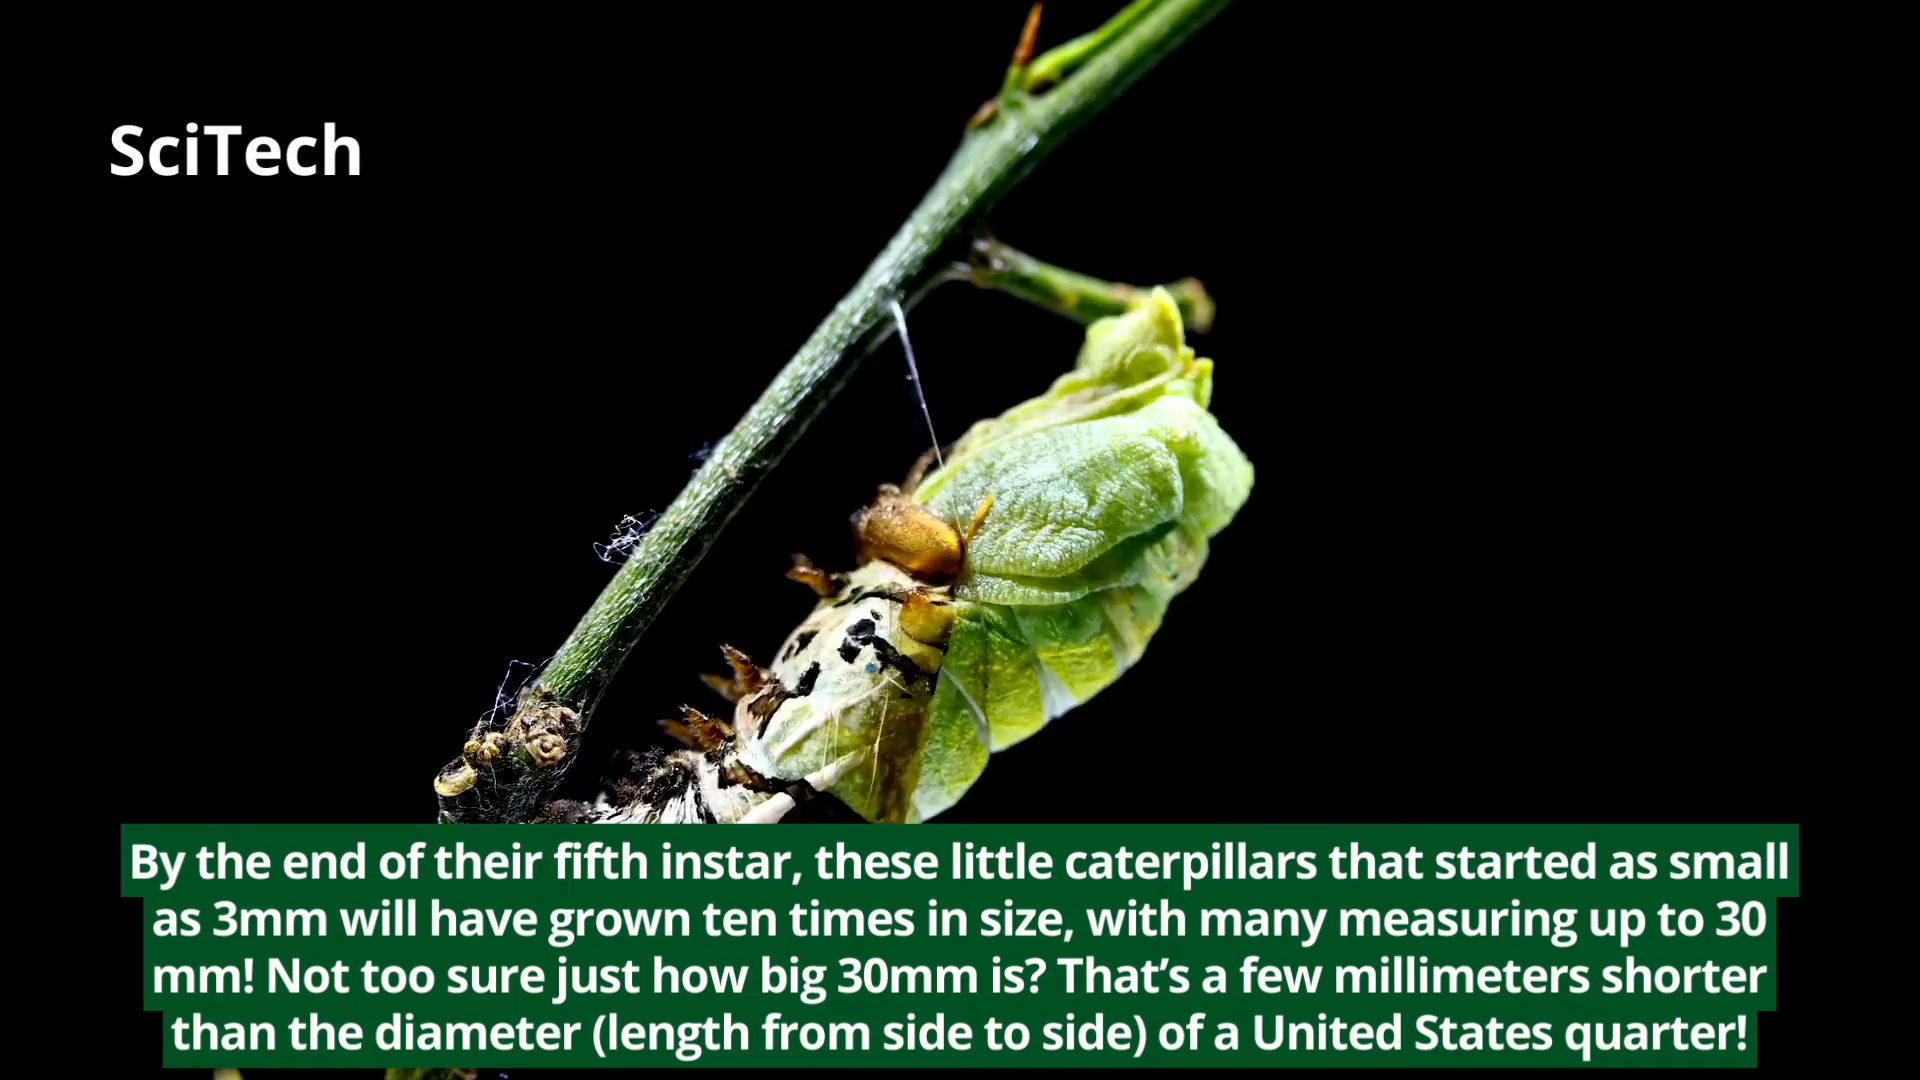 SciTech
By the end of their fifth instar, these little caterpillars that started as small
as 3mm will have grown ten times in size, with many measuring up to 30
mm! Not too sure just how big 30mm is? That’s a few millimeters shorter
than the diameter (length from side to side) of a United States quarter!